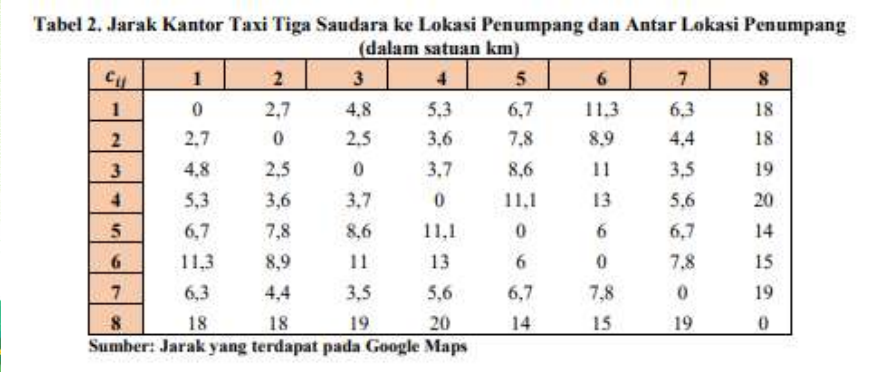 Tabel 2. Jarak Kantor Taxi Tiga Saudara ke Lokasi Penumpang dan Antar Lokasi Penumpang
(dalam satuan km)
cij 1 2 3 4 5 6 7 8
1 0 2,7 4,8 5,3 6,7 11,3 6,3 18
2 2,7 0 2,5 3,6 7,8 8,9 4,4 18
3 4,8 2,5 0 3,7 8,6 11 3,5 19
4 5,3 3,6 3,7 0 11,1 13 5,6 20
5 6,7 7,8 8,6 11,1 0 6 6,7 14
6 11,3 8,9 11 13 6 0 7,8 15
7 6,3 4,4 3,5 5,6 6,7 7,8 0 19
8 18 18 19 20 14 15 19 0
Sumber: Jarak yang terdapat pada Google Maps